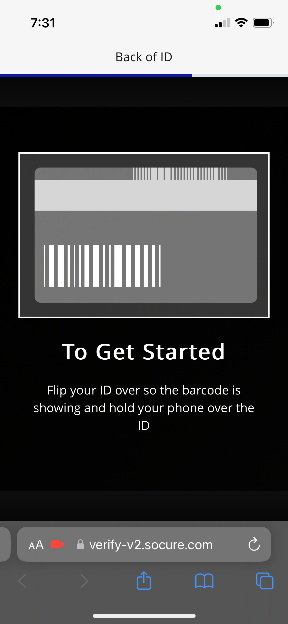 7:31
Back of ID
To Get Started
Flip your ID over so the barcode is
showing and hold your phone over the
ID
AA verify-v2.socure.com